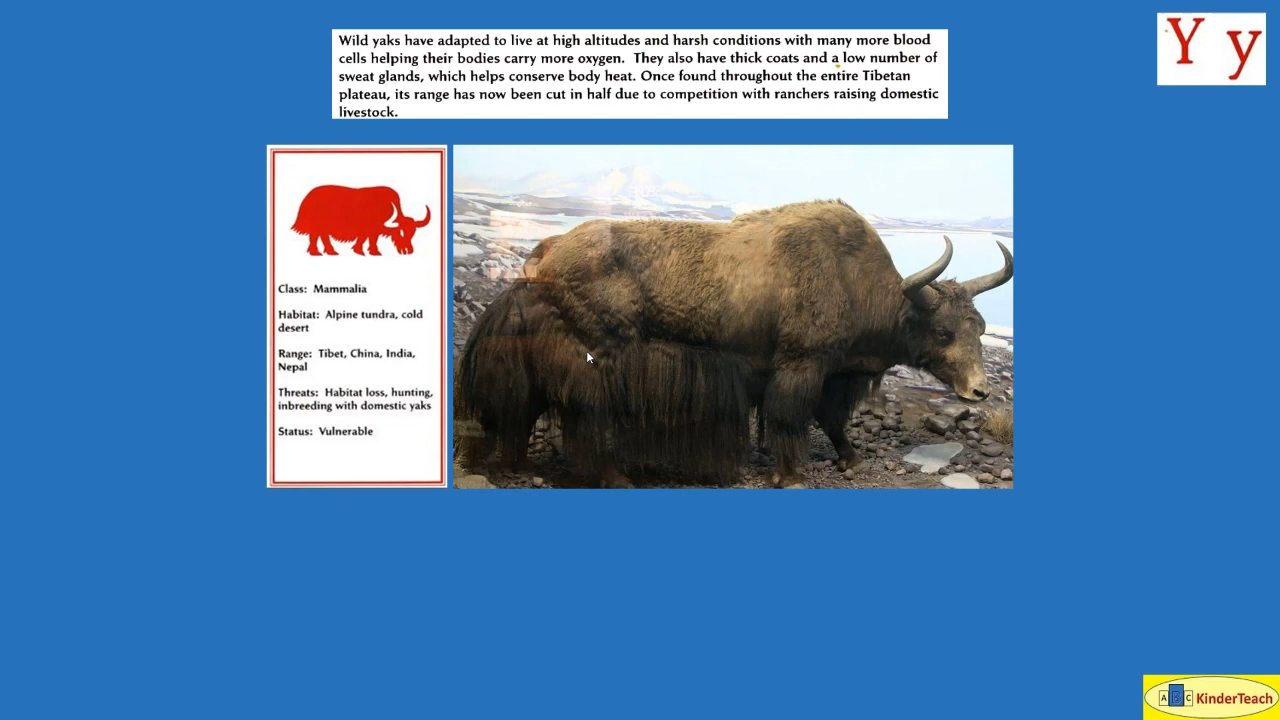 Wild yaks have adapted to live at high altitudes and harsh conditions with many more blood
cells helping their bodies carry more oxygen. They also have thick coats and a low number of
sweat glands, which helps conserve body heat. Once found throughout the entire Tibetan
plateau, its range has now been cut in half due to competition with ranchers raising domestic
livestock.
Y y
Class: Mammalia
Habitat: Alpine tundra, cold
desert
Range: Tibet, China, India,
Nepal
Threats: Habitat loss, hunting,
inbreeding with domestic yaks
Status: Vulnerable
A B C KinderTeach